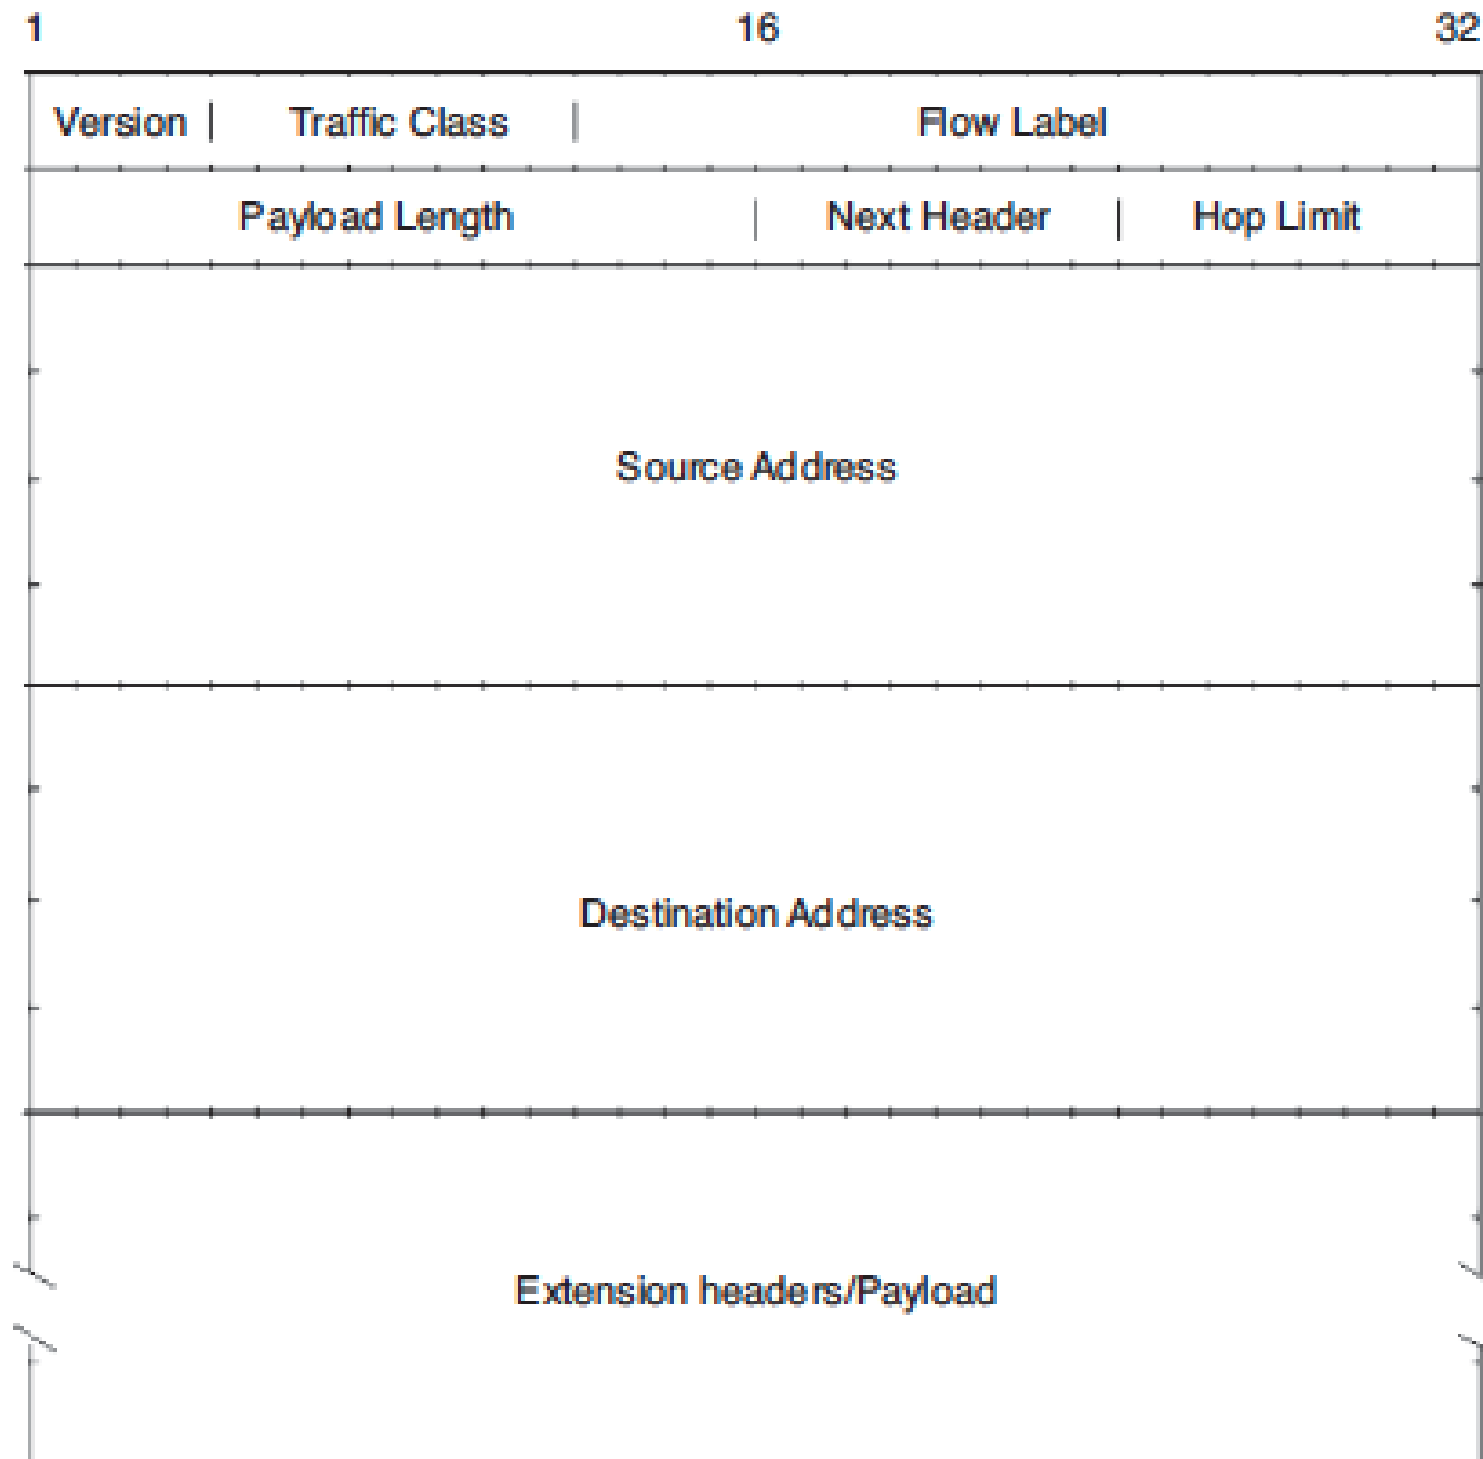 1 16 32
Version | Traffic Class | Flow Label
Payload Length | Next Header | Hop Limit
Source Address
Destination Address
Extension headers/Payload